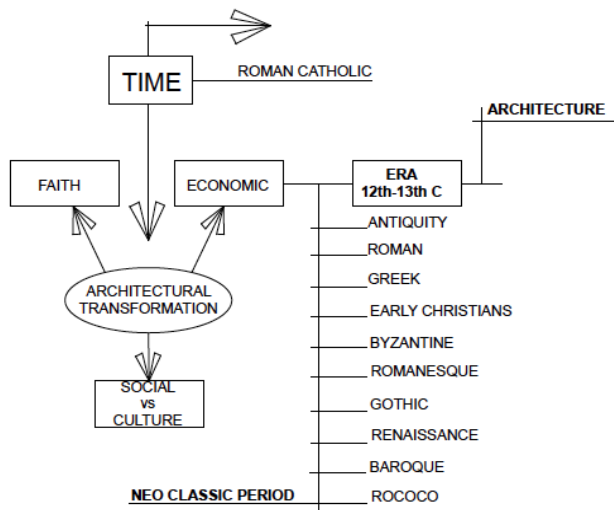 TIME
ROMAN CATHOLIC
ARCHITECTURE
FAITH
ECONOMIC
ERA
12th-13th C
ANTIQUITY
ROMAN
GREEK
ARCHITECTURAL
TRANSFORMATION
EARLY CHRISTIANS
BYZANTINE
ROMANESQUE
SOCIAL
vs
CULTURE
GOTHIC
RENAISSANCE
BAROQUE
NEO CLASSIC PERIOD
ROCOCO